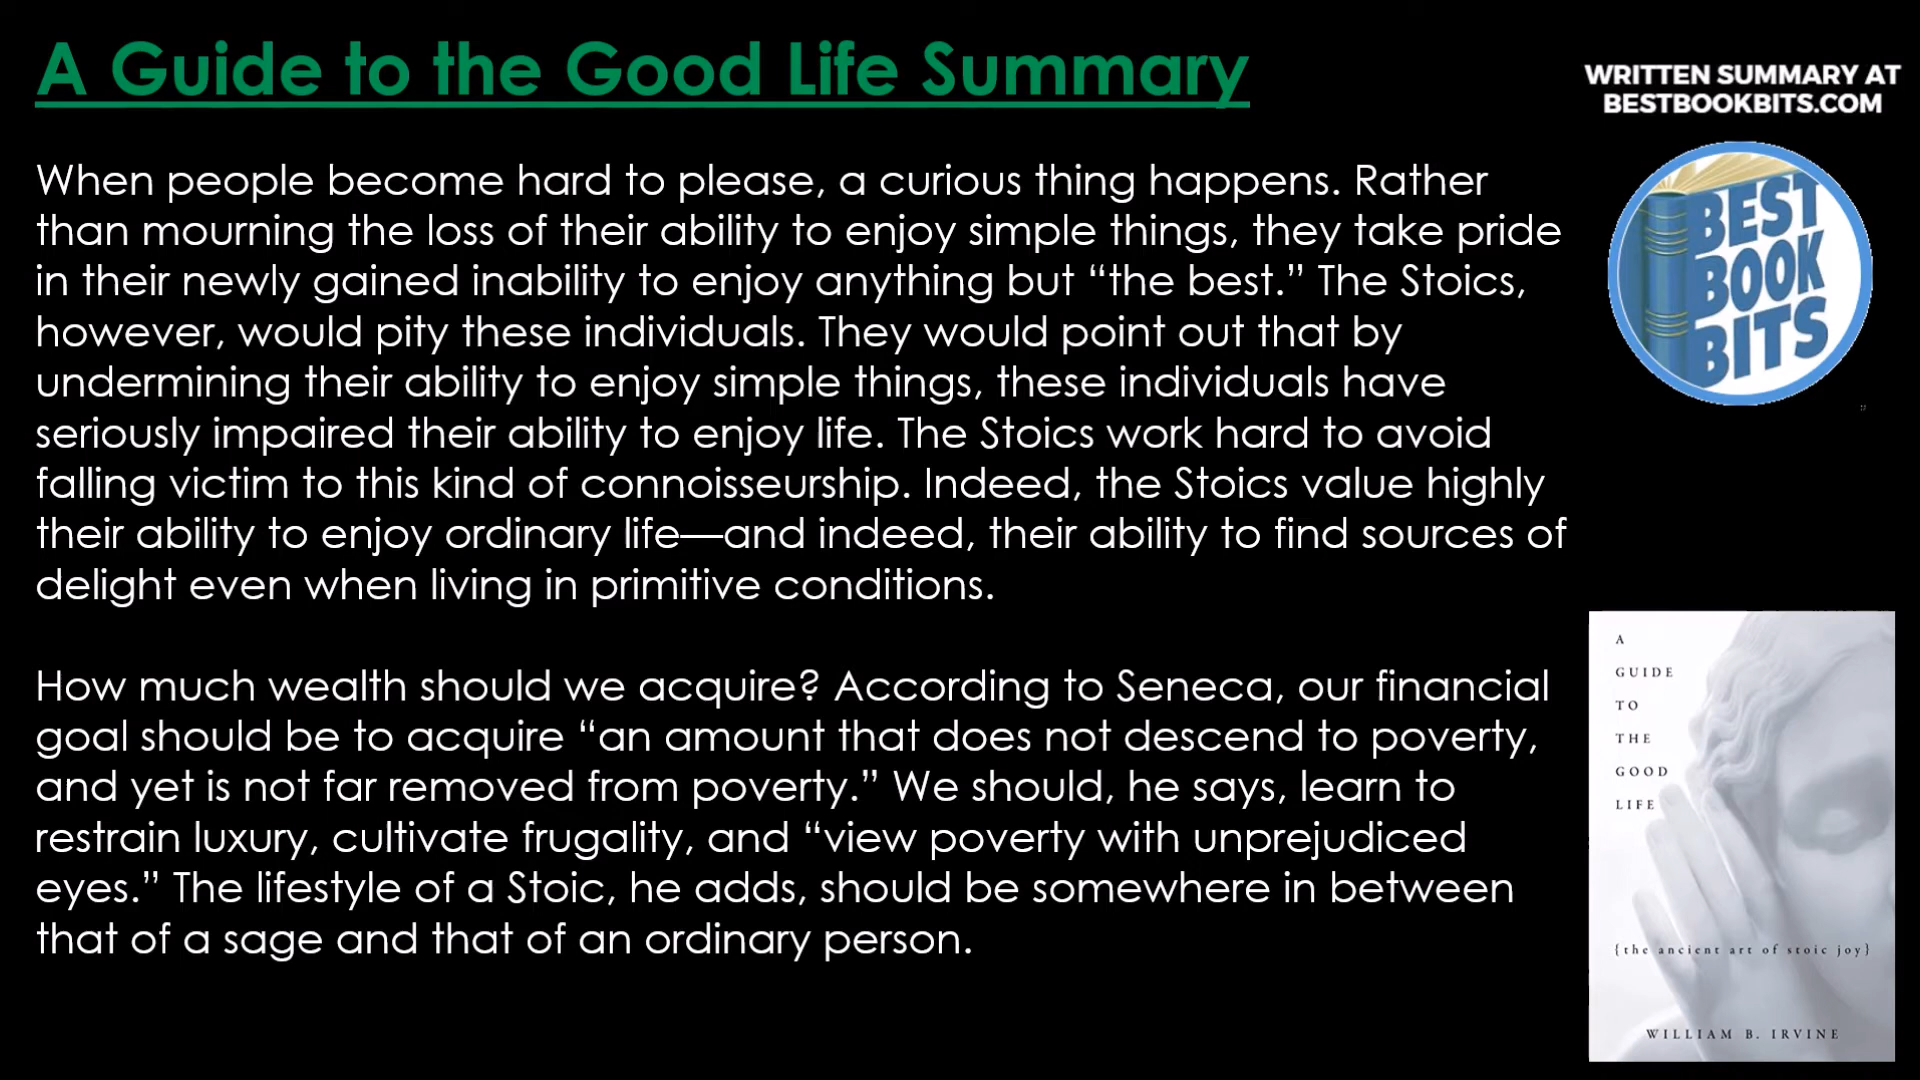 A Guide to the Good Life Summary
When people become hard to please, a curious thing happens. Rather
than mourning the loss of their ability to enjoy simple things, they take pride
in their newly gained inability to enjoy anything but “the best.” The Stoics,
however, would pity these individuals. They would point out that by
undermining their ability to enjoy simple things, these individuals have
seriously impaired their ability to enjoy life. The Stoics work hard to avoid
falling victim to this kind of connoisseurship. Indeed, the Stoics value highly
their ability to enjoy ordinary life—and indeed, their ability to find sources of
delight even when living in primitive conditions.
How much wealth should we acquire? According to Seneca, our financial
goal should be to acquire “an amount that does not descend to poverty,
and yet is not far removed from poverty.” We should, he says, learn to
restrain luxury, cultivate frugality, and “view poverty with unprejudiced
eyes.” The lifestyle of a Stoic, he adds, should be somewhere in between
that of a sage and that of an ordinary person.
WRITTEN SUMMARY AT
BESTBOOKBITS.COM
BEST
BOOK
BITS
A
GUIDE
TO
THE
GOOD
LIFE
{the ancient art of stoic joy}
WILLIAM B. IRVINE